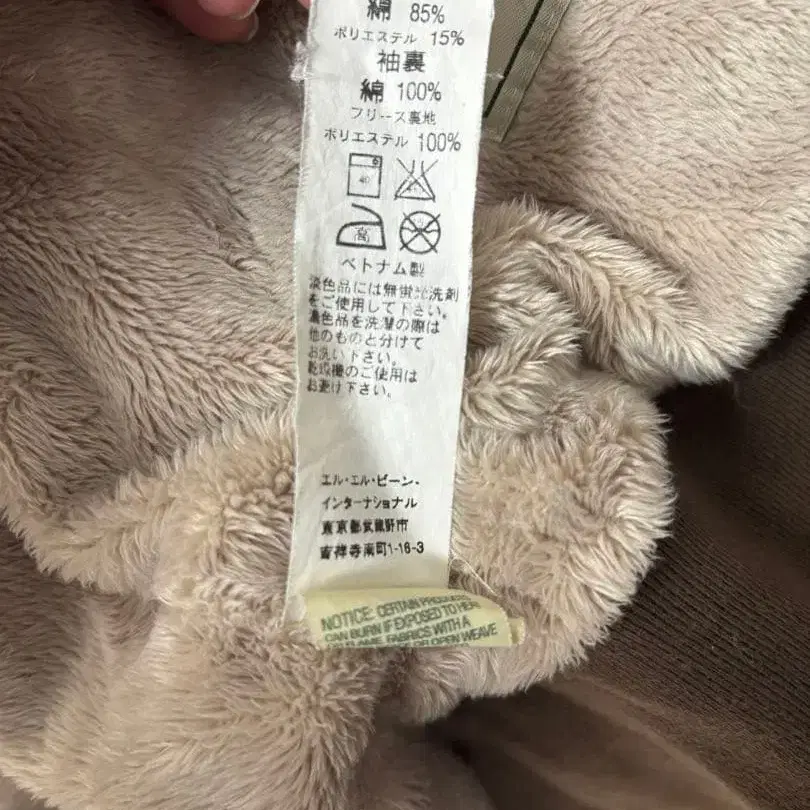 綿 85%
ポリエステル 15%
袖裏
綿 100%
フリース裏地
ポリエステル 100%
40
高
ベトナム製
淡色品には無蛍光洗剤
をご使用して下さい。
濃色品を洗濯の際は
他のものと分けて
お洗い下さい。
乾燥機のご使用は
お避け下さい。
エル・エル・ビーン・
インターナショナル
東京都武蔵野市
吉祥寺南町1-16-3
NOTICE: CERTAIN PRODUCTS
CAN BURN IF EXPOSED TO
FLAME. FABRICS WITH A
OR OPEN WEAVE